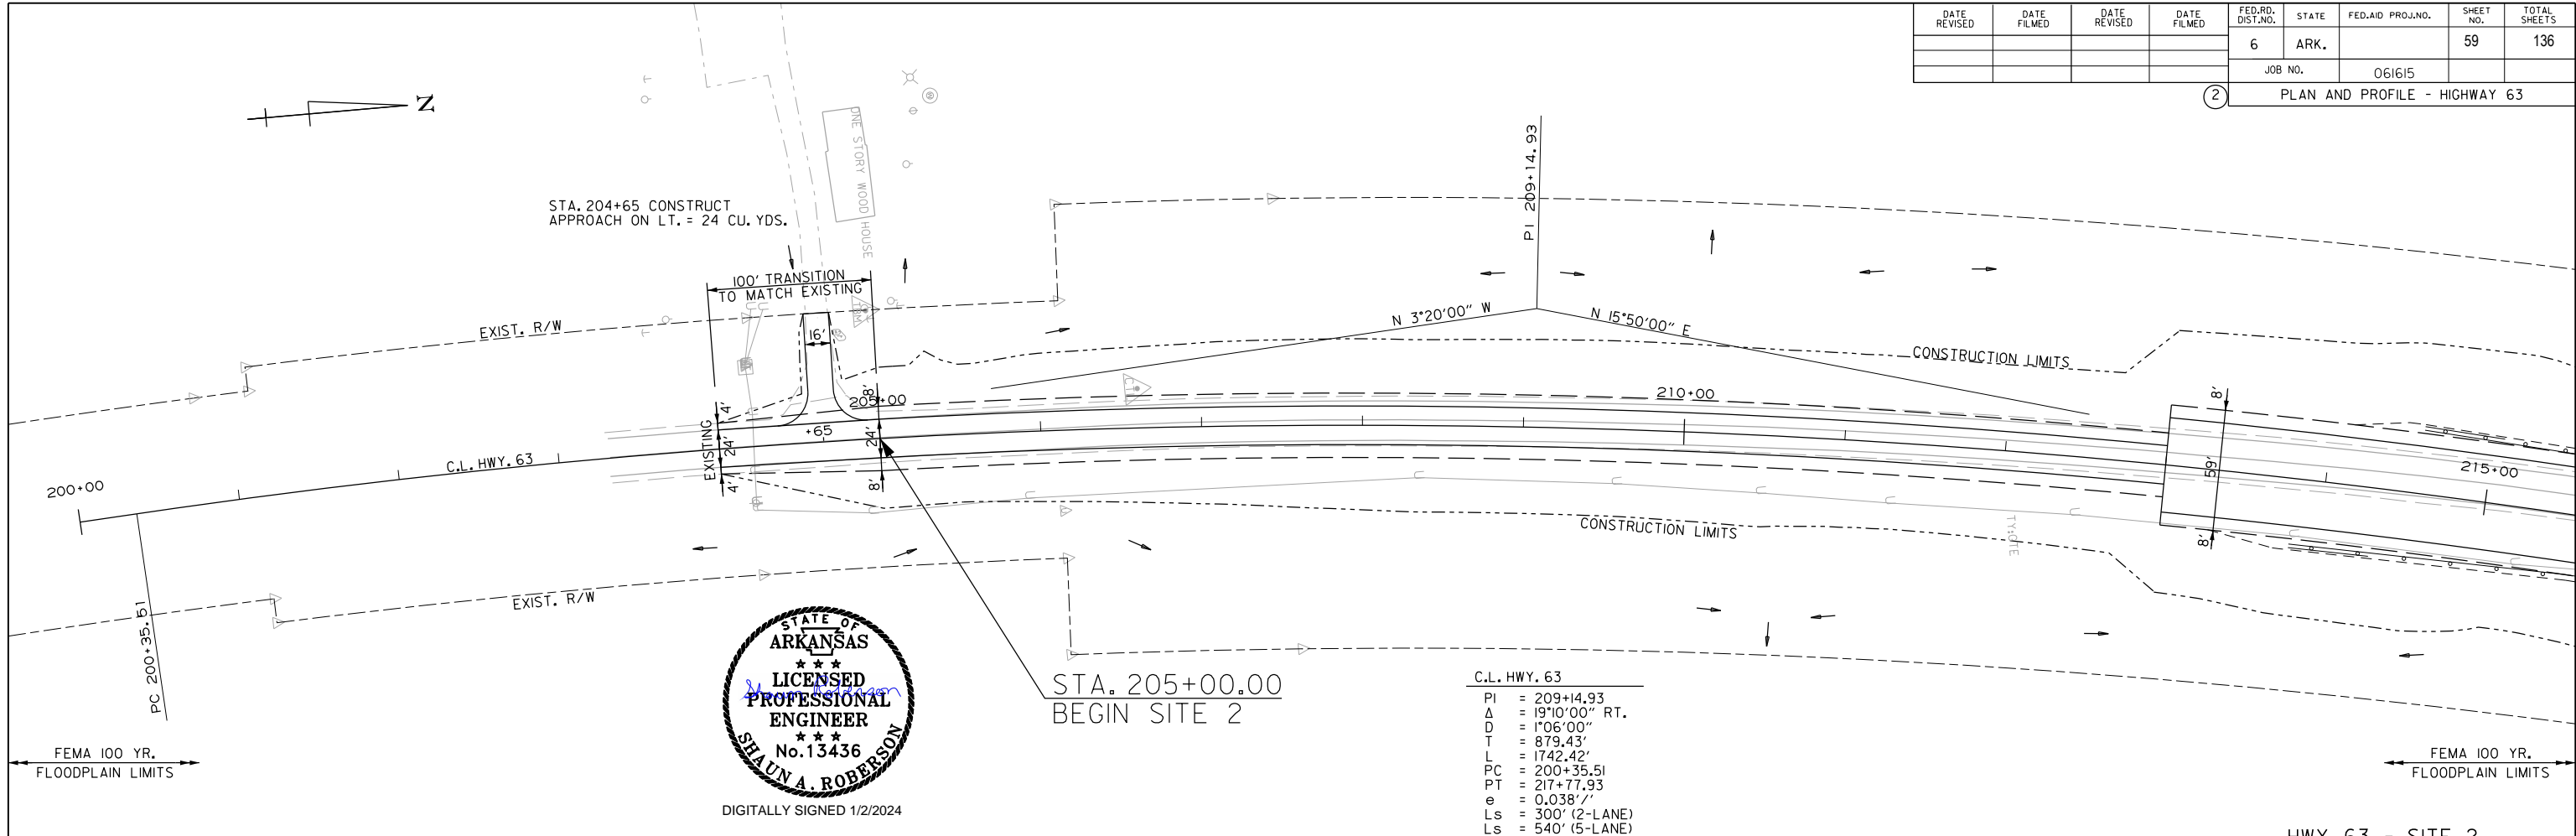 DATE REVISED
DATE FILMED
DATE REVISED
DATE FILMED
FED.RD. DIST.NO.
STATE
FED.AID PROJ.NO.
SHEET NO.
TOTAL SHEETS
6
ARK.
59
136
JOB NO.
061615
2
PLAN AND PROFILE - HIGHWAY 63
N
ONE STORY WOOD HOUSE
STA. 204+65 CONSTRUCT
APPROACH ON LT. = 24 CU. YDS.
PI 209+14.93
100' TRANSITION
TO MATCH EXISTING
EXIST. R/W
16'
N 3°20'00" W
N 15°50'00" E
CONSTRUCTION LIMITS
205+00
210+00
8'
4'
24'
4'
EXISTING
+65
24'
8'
8'
59'
8'
215+00
C.L. HWY. 63
200+00
CONSTRUCTION LIMITS
EXIST. R/W
PC 200+35.51
STATE OF
ARKANSAS
LICENSED
PROFESSIONAL
ENGINEER
No.13436
SHAUN A. ROBERSON
Shaun Roberson
DIGITALLY SIGNED 1/2/2024
STA. 205+00.00
BEGIN SITE 2
C.L. HWY. 63
PI = 209+14.93
Δ = 19°10'00" RT.
D = 1°06'00"
T = 879.43'
L = 1742.42'
PC = 200+35.51
PT = 217+77.93
e = 0.038'/'
Ls = 300' (2-LANE)
Ls = 540' (5-LANE)
FEMA 100 YR.
FLOODPLAIN LIMITS
FEMA 100 YR.
FLOODPLAIN LIMITS
HWY 63 - SITE 2